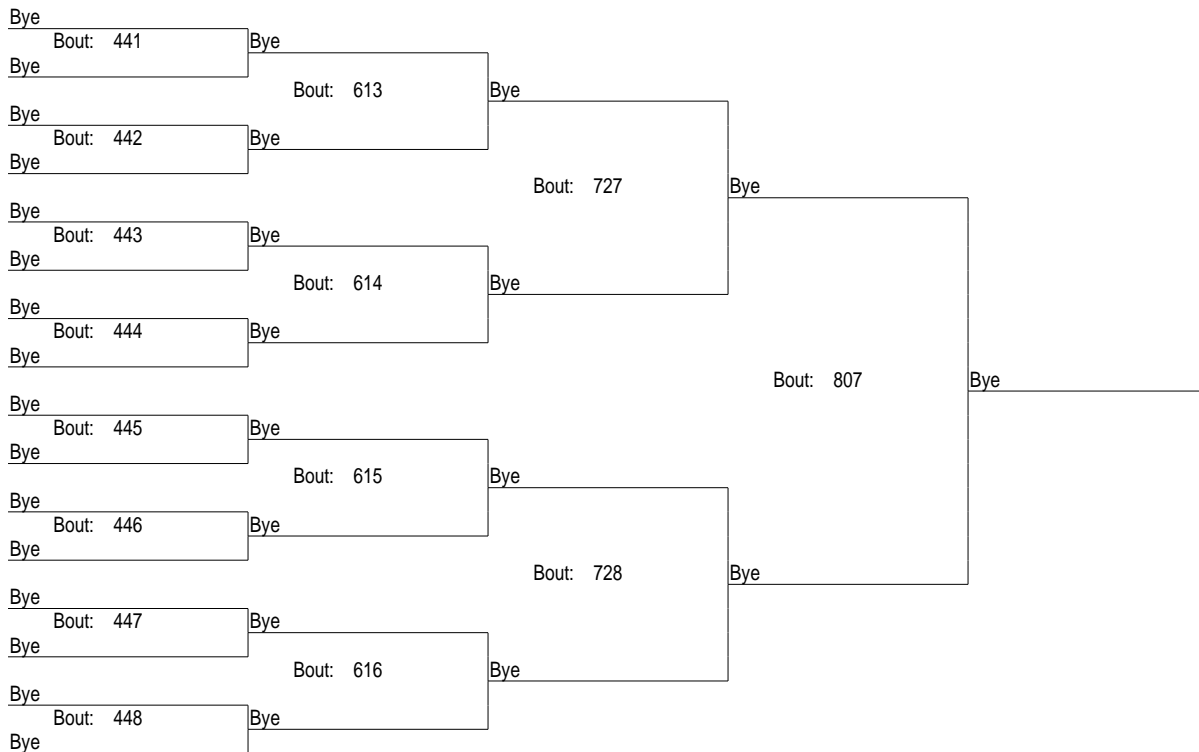 Bye
Bout: 441 Bye
Bye
Bout: 613 Bye
Bye
Bout: 442 Bye
Bye
Bout: 727 Bye
Bye
Bout: 443 Bye
Bye
Bout: 614 Bye
Bye
Bout: 444 Bye
Bye
Bout: 807 Bye
Bye
Bout: 445 Bye
Bye
Bout: 615 Bye
Bye
Bout: 446 Bye
Bye
Bout: 728 Bye
Bye
Bout: 447 Bye
Bye
Bout: 616 Bye
Bye
Bout: 448 Bye
Bye